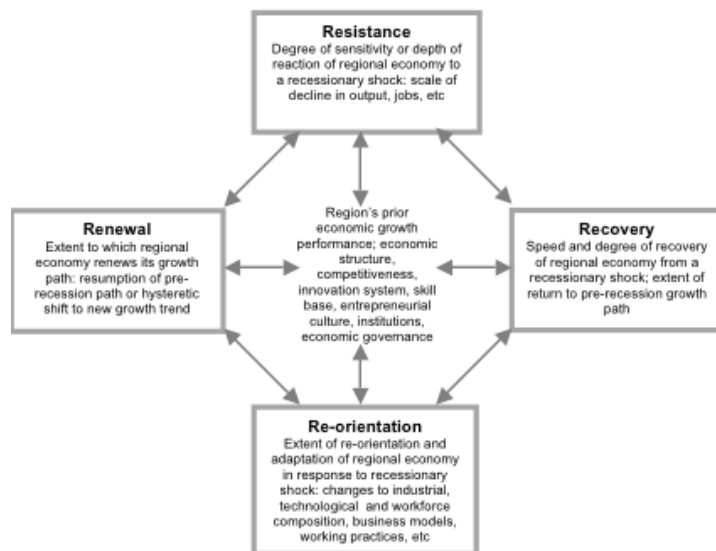 Resistance
Degree of sensitivity or depth of
reaction of regional economy to
a recessionary shock: scale of
decline in output, jobs, etc
Renewal
Extent to which regional
economy renews its growth
path: resumption of pre-
recession path or hysteretic
shift to new growth trend
Region's prior
economic growth
performance; economic
structure,
competitiveness,
innovation system, skill
base, entrepreneurial
culture, institutions,
economic governance
Recovery
Speed and degree of recovery
of regional economy from a
recessionary shock; extent of
return to pre-recession growth
path
Re-orientation
Extent of re-orientation and
adaptation of regional economy
in response to recessionary
shock: changes to industrial,
technological and workforce
composition, business models,
working practices, etc